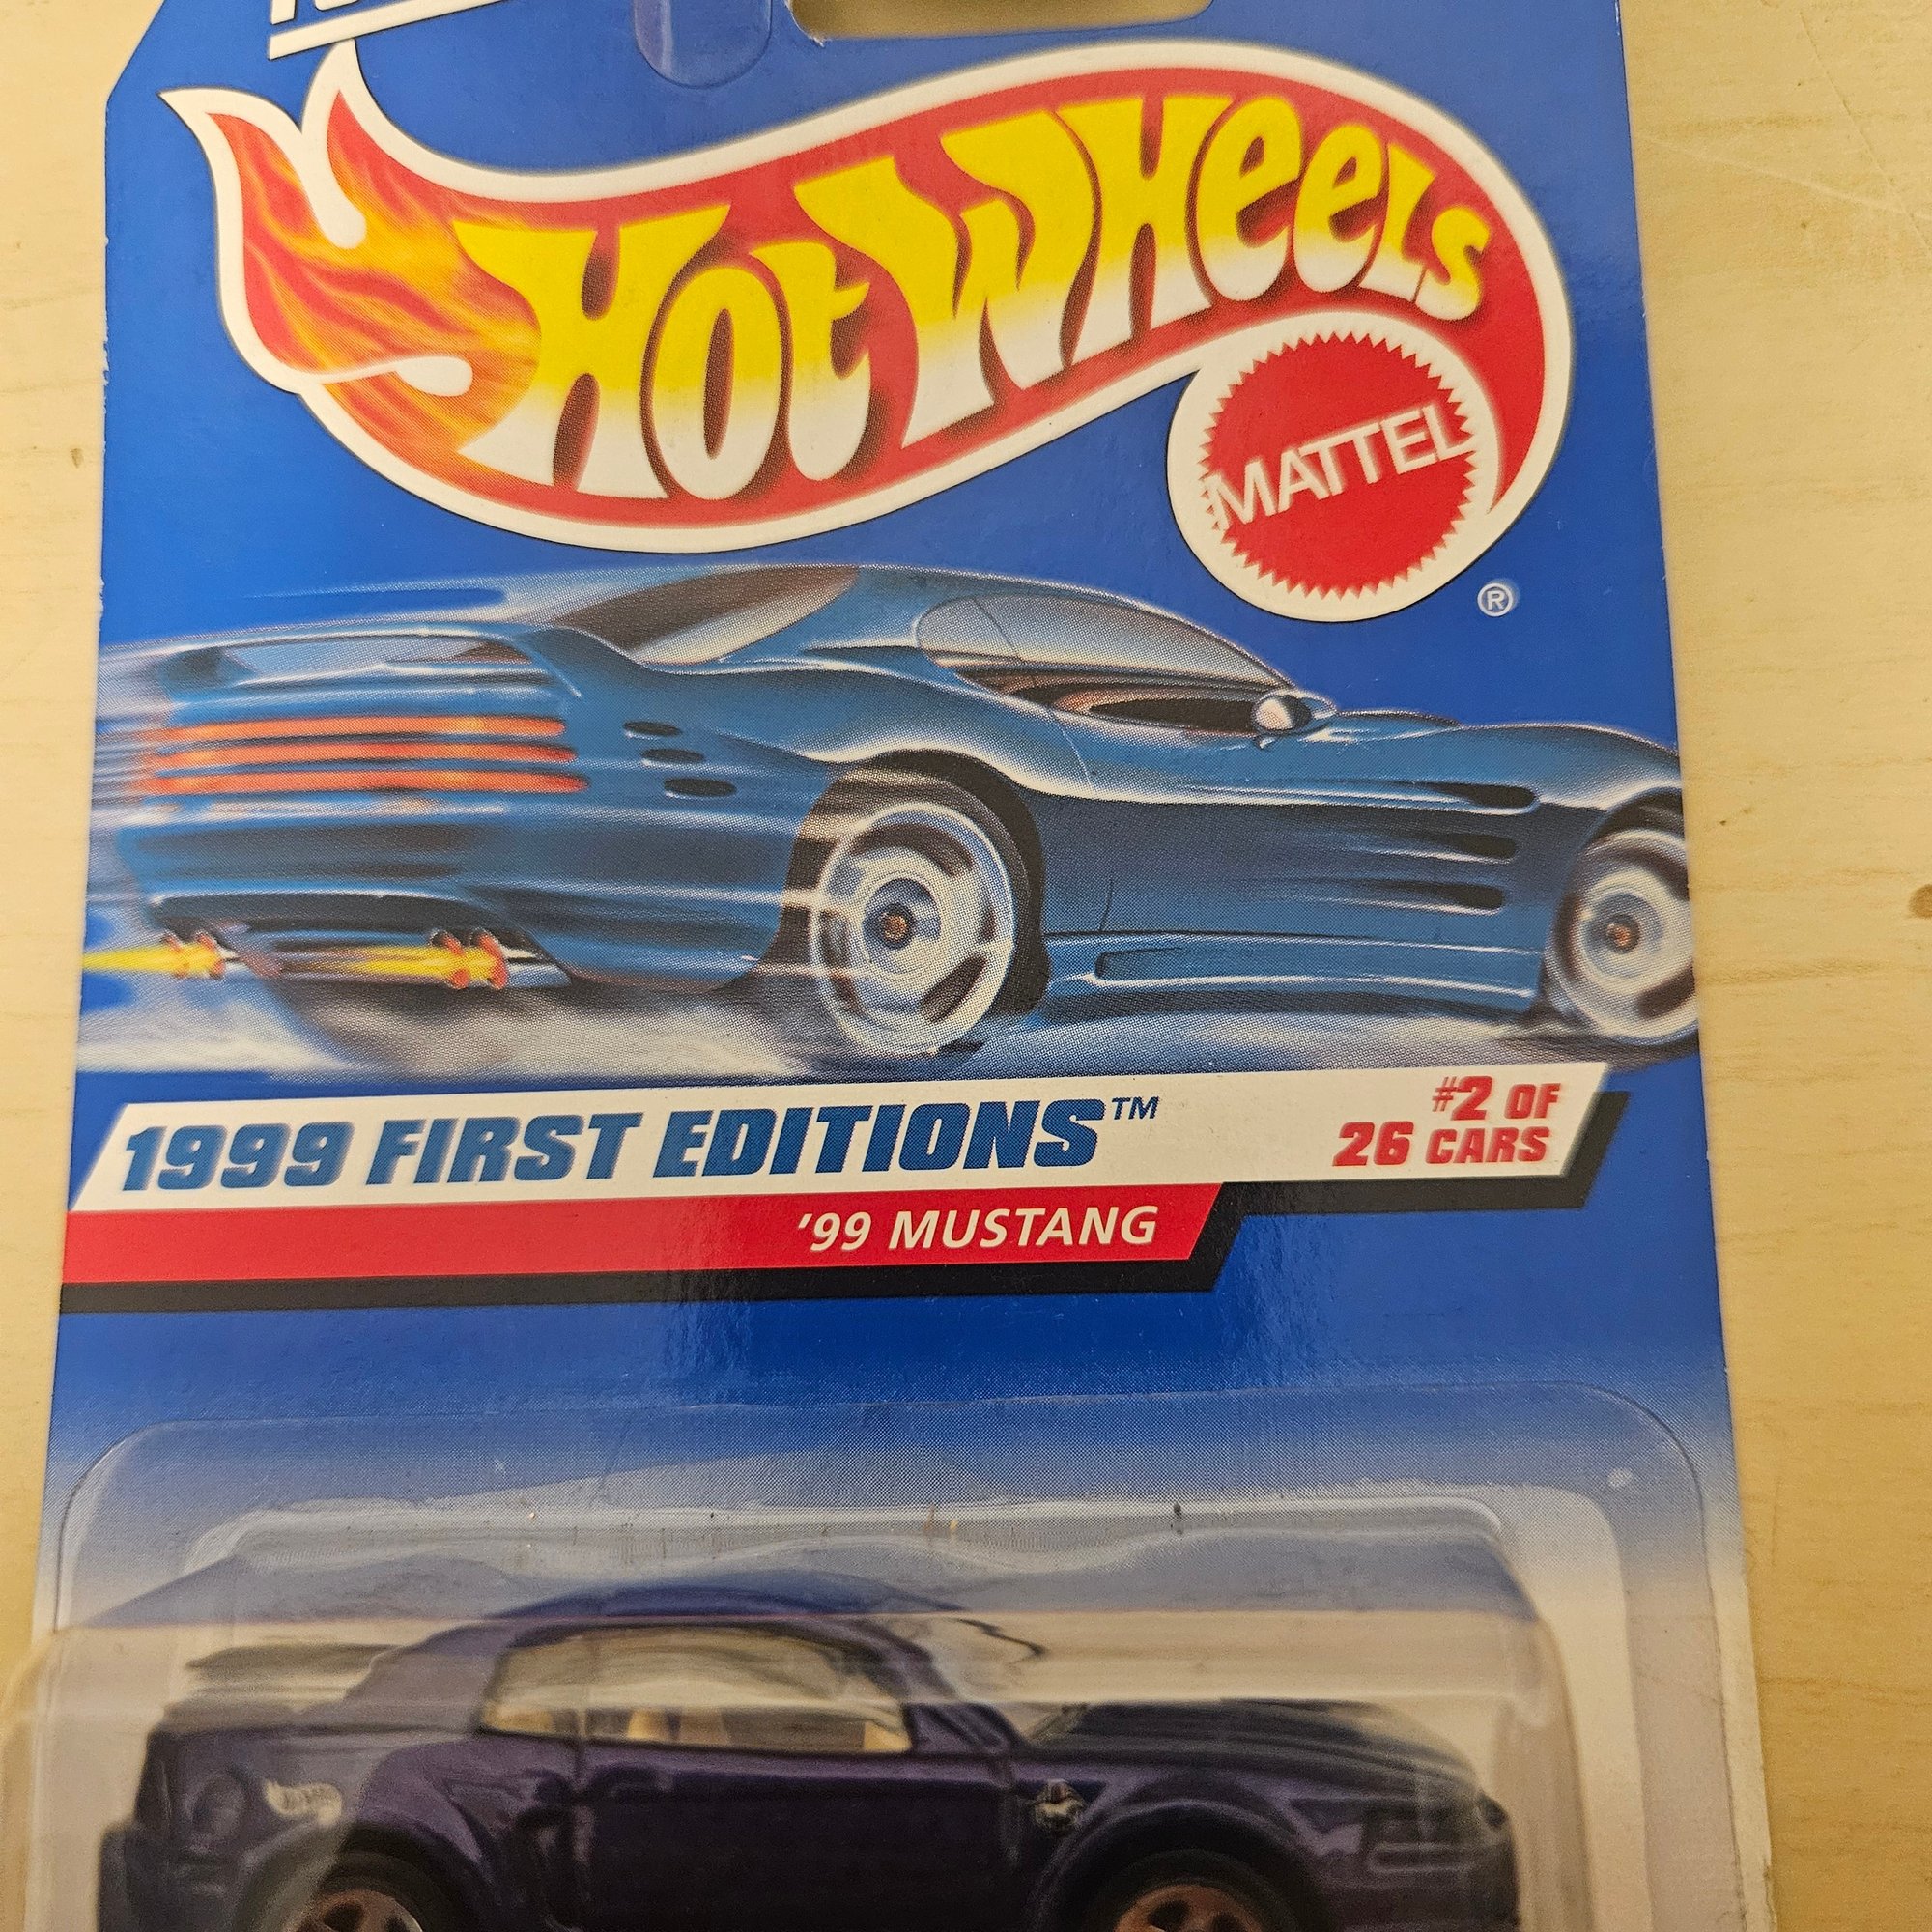 Hot Wheels
MATTEL
®
1999 FIRST EDITIONS™
#2 OF
26 CARS
'99 MUSTANG